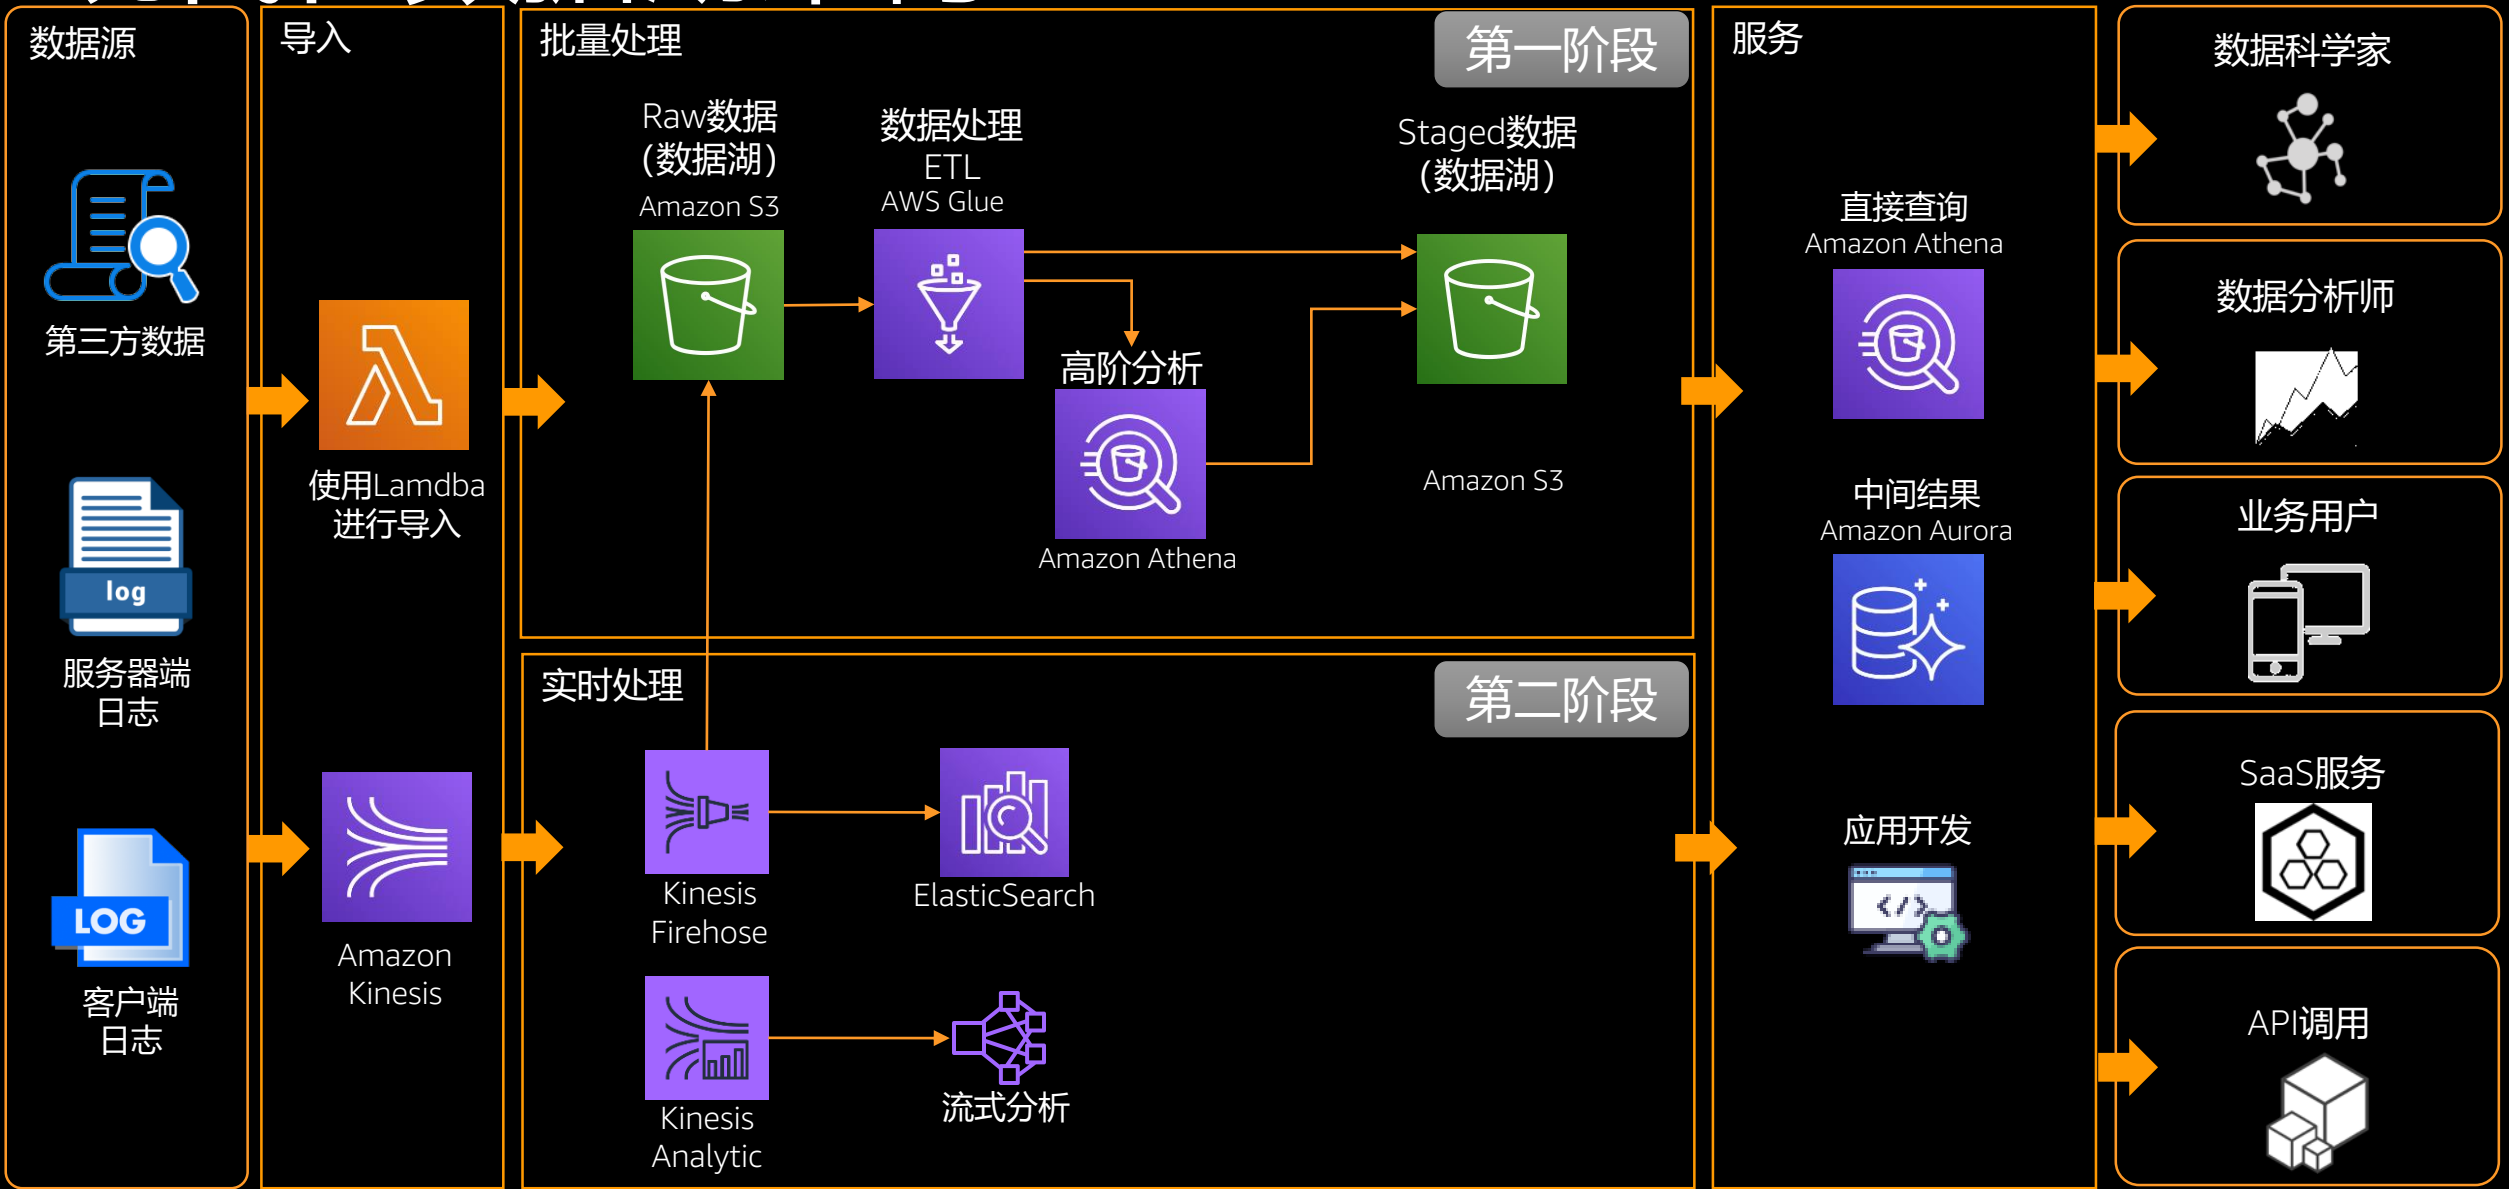 数据源
第三方数据
log
服务器端
日志
LOG
客户端
日志
导入
使用Lamdba
进行导入
Amazon
Kinesis
批量处理
第一阶段
Raw数据
（数据湖）
Amazon S3
数据处理
ETL
AWS Glue
高阶分析
Amazon Athena
Staged数据
（数据湖）
Amazon S3
实时处理
第二阶段
Kinesis
Firehose
ElasticSearch
Kinesis
Analytic
流式分析
服务
直接查询
Amazon Athena
中间结果
Amazon Aurora
应用开发
</>
数据科学家
数据分析师
业务用户
SaaS服务
API调用